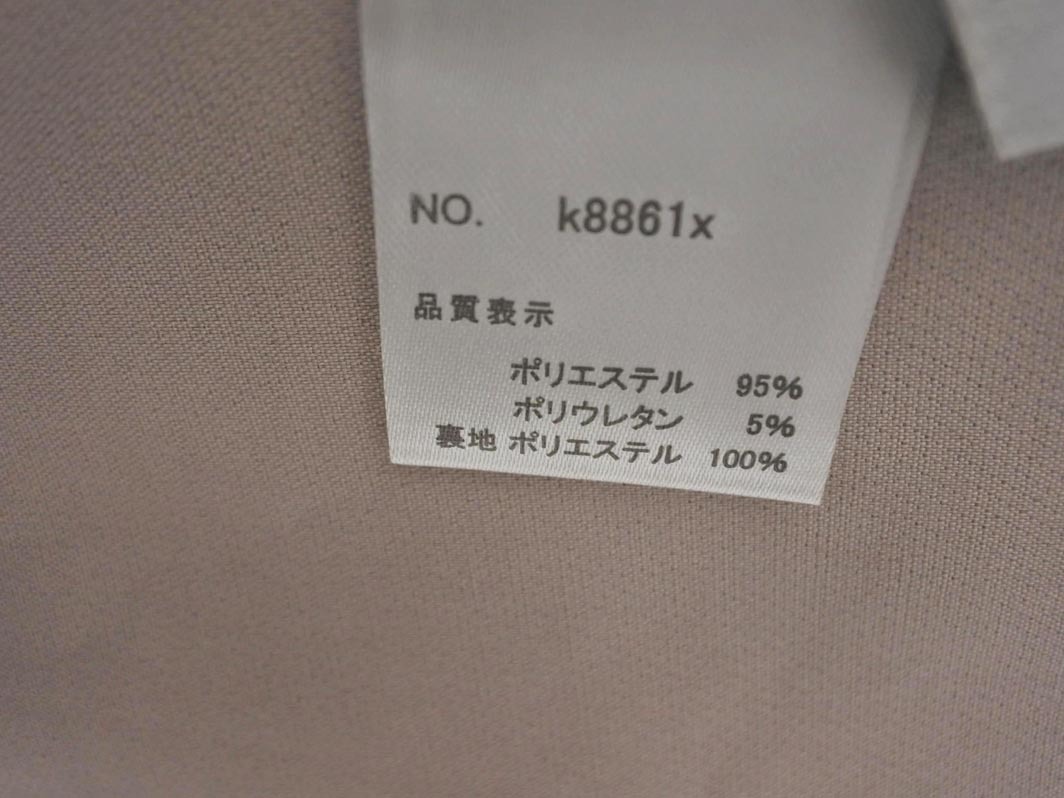 NO. k8861x
品質表示
ポリエステル 95%
ポリウレタン 5%
裏地 ポリエステル 100%